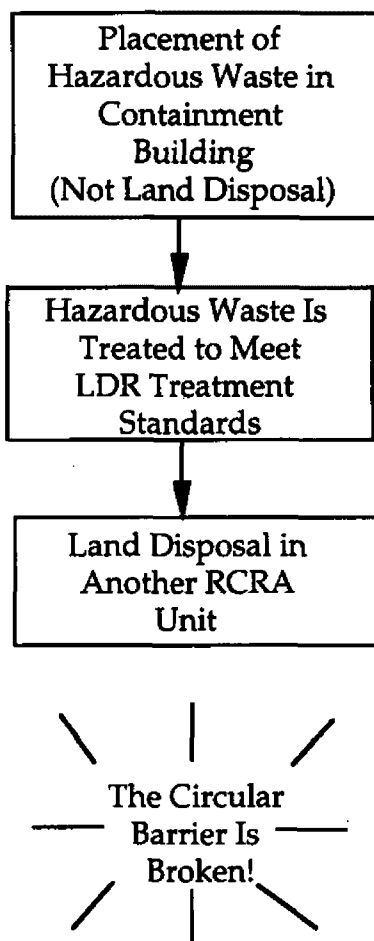 Placement of
Hazardous Waste in
Containment
Building
(Not Land Disposal)
Hazardous Waste Is
Treated to Meet
LDR Treatment
Standards
Land Disposal in
Another RCRA
Unit
The Circular
Barrier Is
Broken!